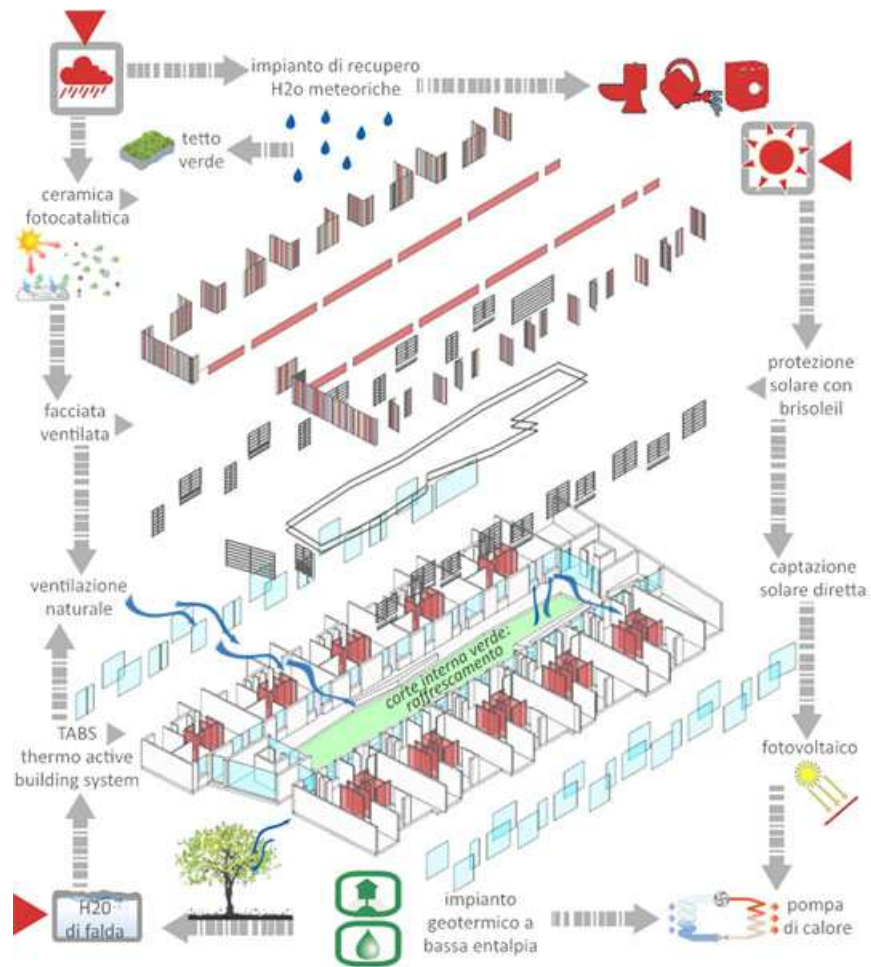 impianto di recupero
H2o meteoriche
tetto
verde
ceramica
fotocatalitica
protezione
solare con
brisoleil
facciata
ventilata
ventilazione
naturale
captazione
solare diretta
corte interna verde:
raffrescamento
TABS
thermo active
building system
fotovoltaico
H20
di falda
impianto
geotermico a
bassa entalpia
pompa
di calore